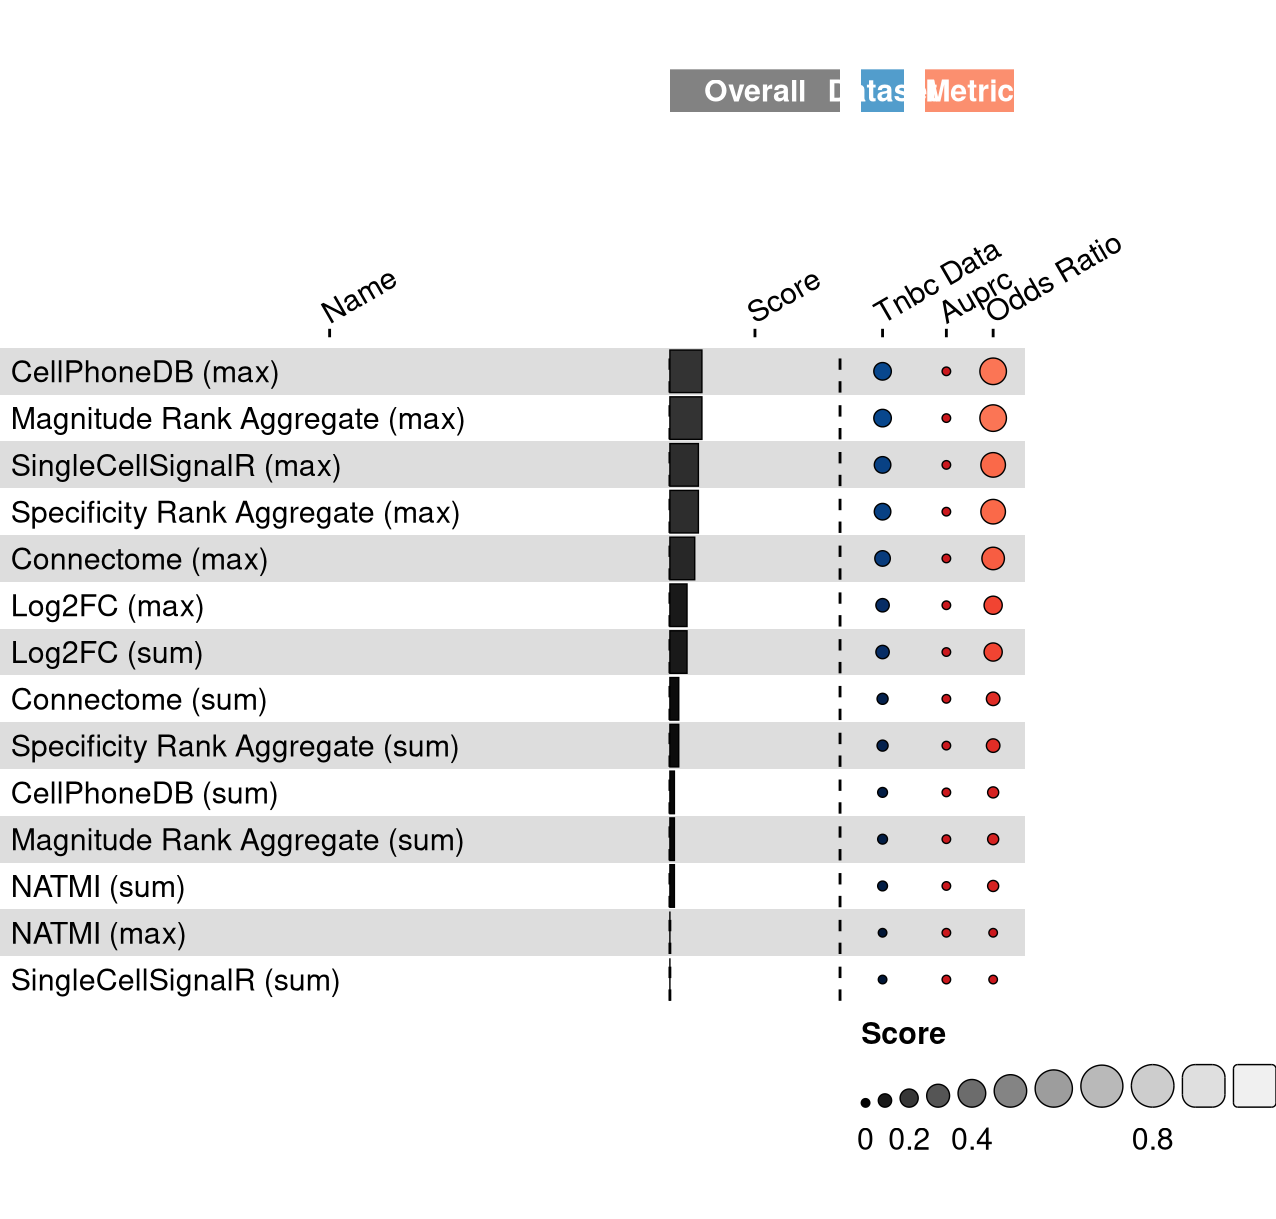 Overall
Dataset
Metric
Name
Score
Tnbc Data
Auprc
Odds Ratio
CellPhoneDB (max)
Magnitude Rank Aggregate (max)
SingleCellSignalR (max)
Specificity Rank Aggregate (max)
Connectome (max)
Log2FC (max)
Log2FC (sum)
Connectome (sum)
Specificity Rank Aggregate (sum)
CellPhoneDB (sum)
Magnitude Rank Aggregate (sum)
NATMI (sum)
NATMI (max)
SingleCellSignalR (sum)
Score
0 0.2 0.4 0.8